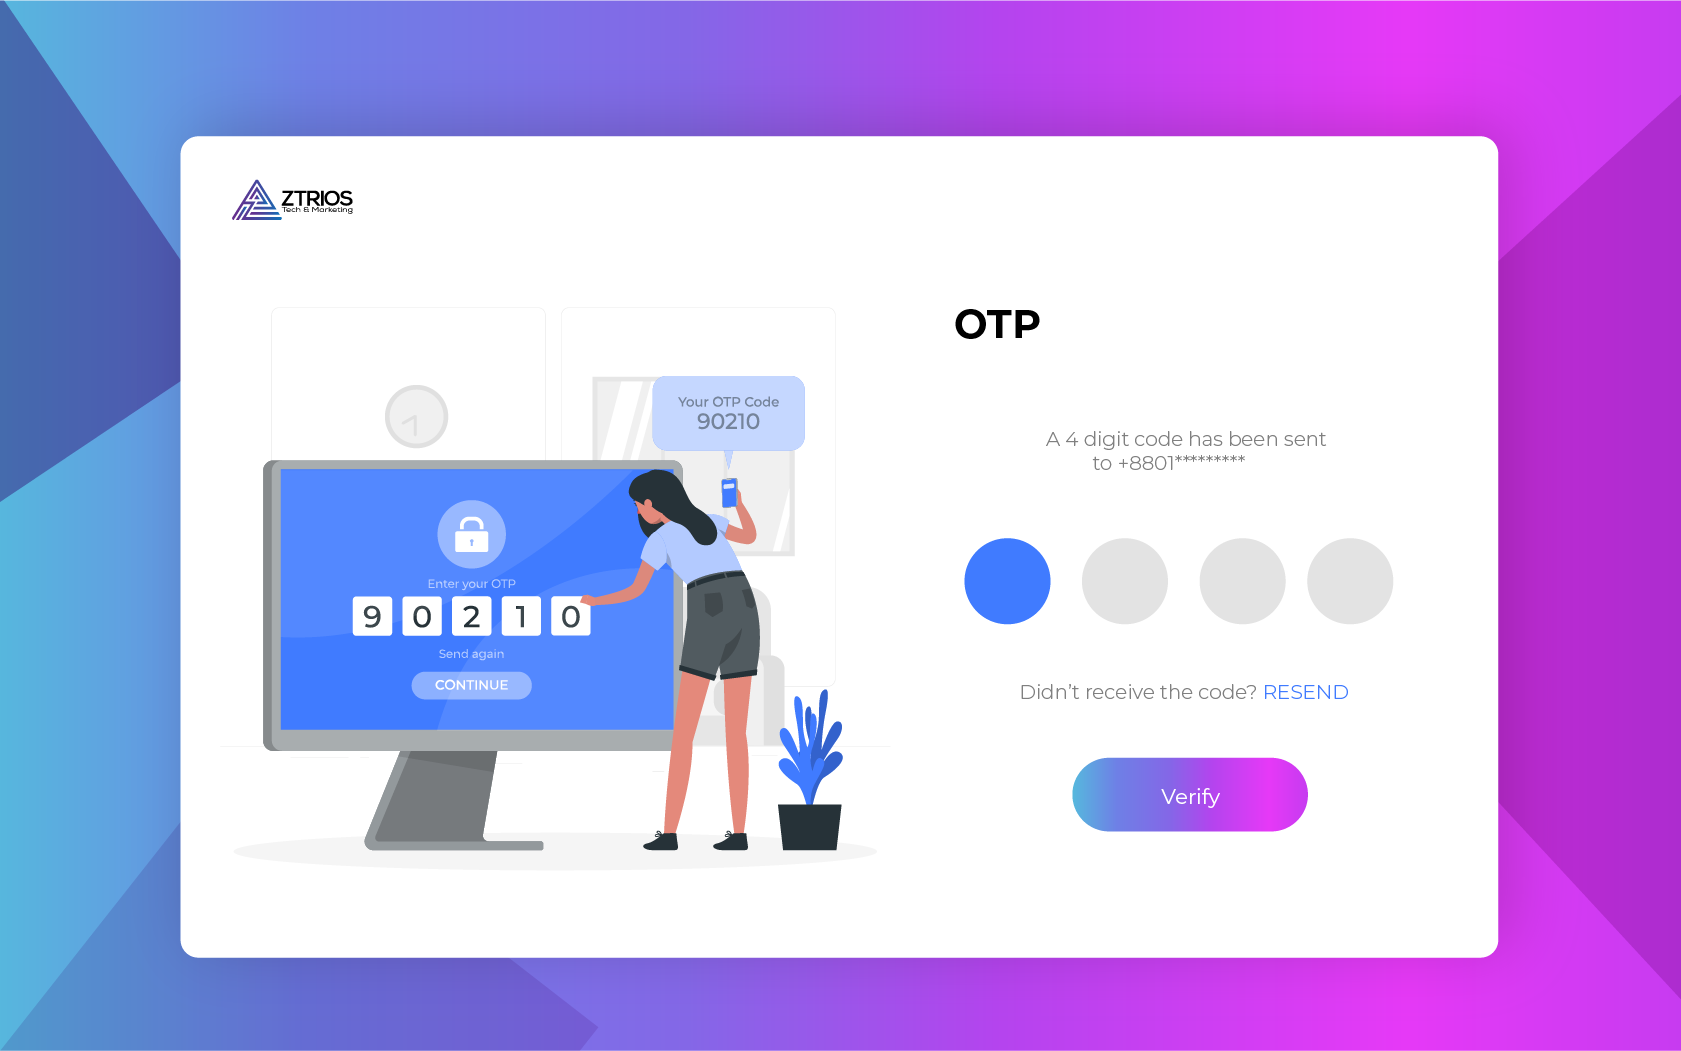 ZTRIOS
Tech & Marketing
Your OTP Code
90210
Enter your OTP
9 0 2 1 0
Send again
CONTINUE
OTP
A 4 digit code has been sent
to +8801*********
Didn’t receive the code? RESEND
Verify